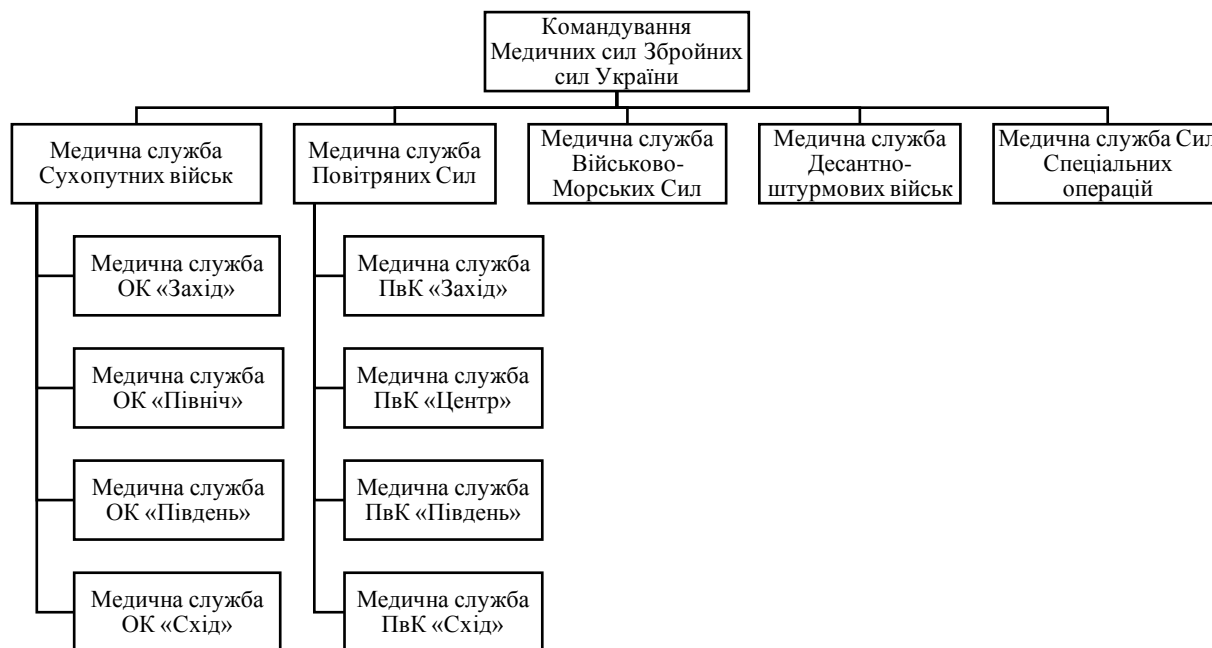 Командування
Медичних сил Збройних
сил України
Медична служба
Сухопутних військ
Медична служба
Повітряних Сил
Медична служба
Військово-
Морських Сил
Медична служба
Десантно-
штурмових військ
Медична служба Сил
Спеціальних
операцій
Медична служба
ОК «Захід»
Медична служба
ПвК «Захід»
Медична служба
ОК «Північ»
Медична служба
ПвК «Центр»
Медична служба
ОК «Південь»
Медична служба
ПвК «Південь»
Медична служба
ОК «Схід»
Медична служба
ПвК «Схід»